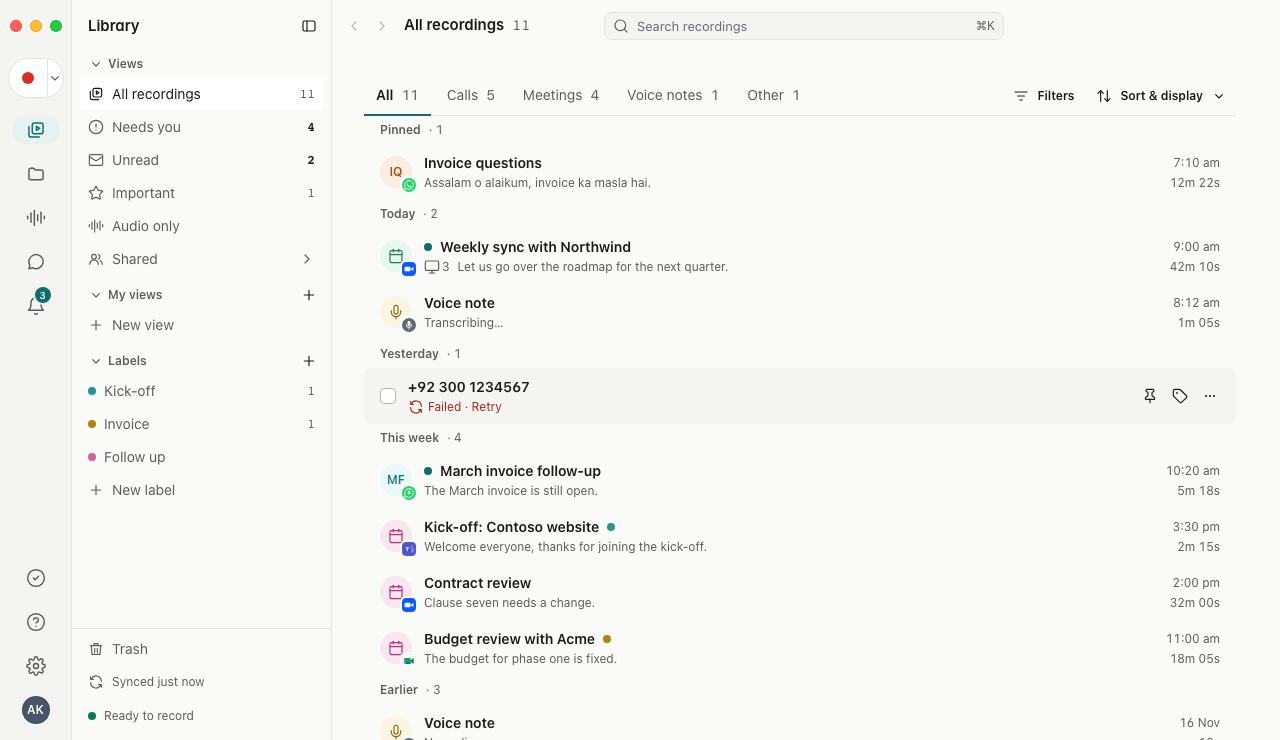 Library
All recordings 11
Search recordings ⌘K
Views
All recordings 11
Needs you 4
Unread 2
Important 1
Audio only
Shared
My views
New view
Labels
Kick-off 1
Invoice 1
Follow up
New label
Trash
Synced just now
Ready to record
3
AK
All 11 Calls 5 Meetings 4 Voice notes 1 Other 1
Filters Sort & display
Pinned · 1
IQ Invoice questions 7:10 am
Assalam o alaikum, invoice ka masla hai. 12m 22s
Today · 2
Weekly sync with Northwind 9:00 am
3 Let us go over the roadmap for the next quarter. 42m 10s
Voice note 8:12 am
Transcribing... 1m 05s
Yesterday · 1
+92 300 1234567
Failed · Retry
This week · 4
MF March invoice follow-up 10:20 am
The March invoice is still open. 5m 18s
Kick-off: Contoso website 3:30 pm
Welcome everyone, thanks for joining the kick-off. 2m 15s
Contract review 2:00 pm
Clause seven needs a change. 32m 00s
Budget review with Acme 11:00 am
The budget for phase one is fixed. 18m 05s
Earlier · 3
Voice note 16 Nov